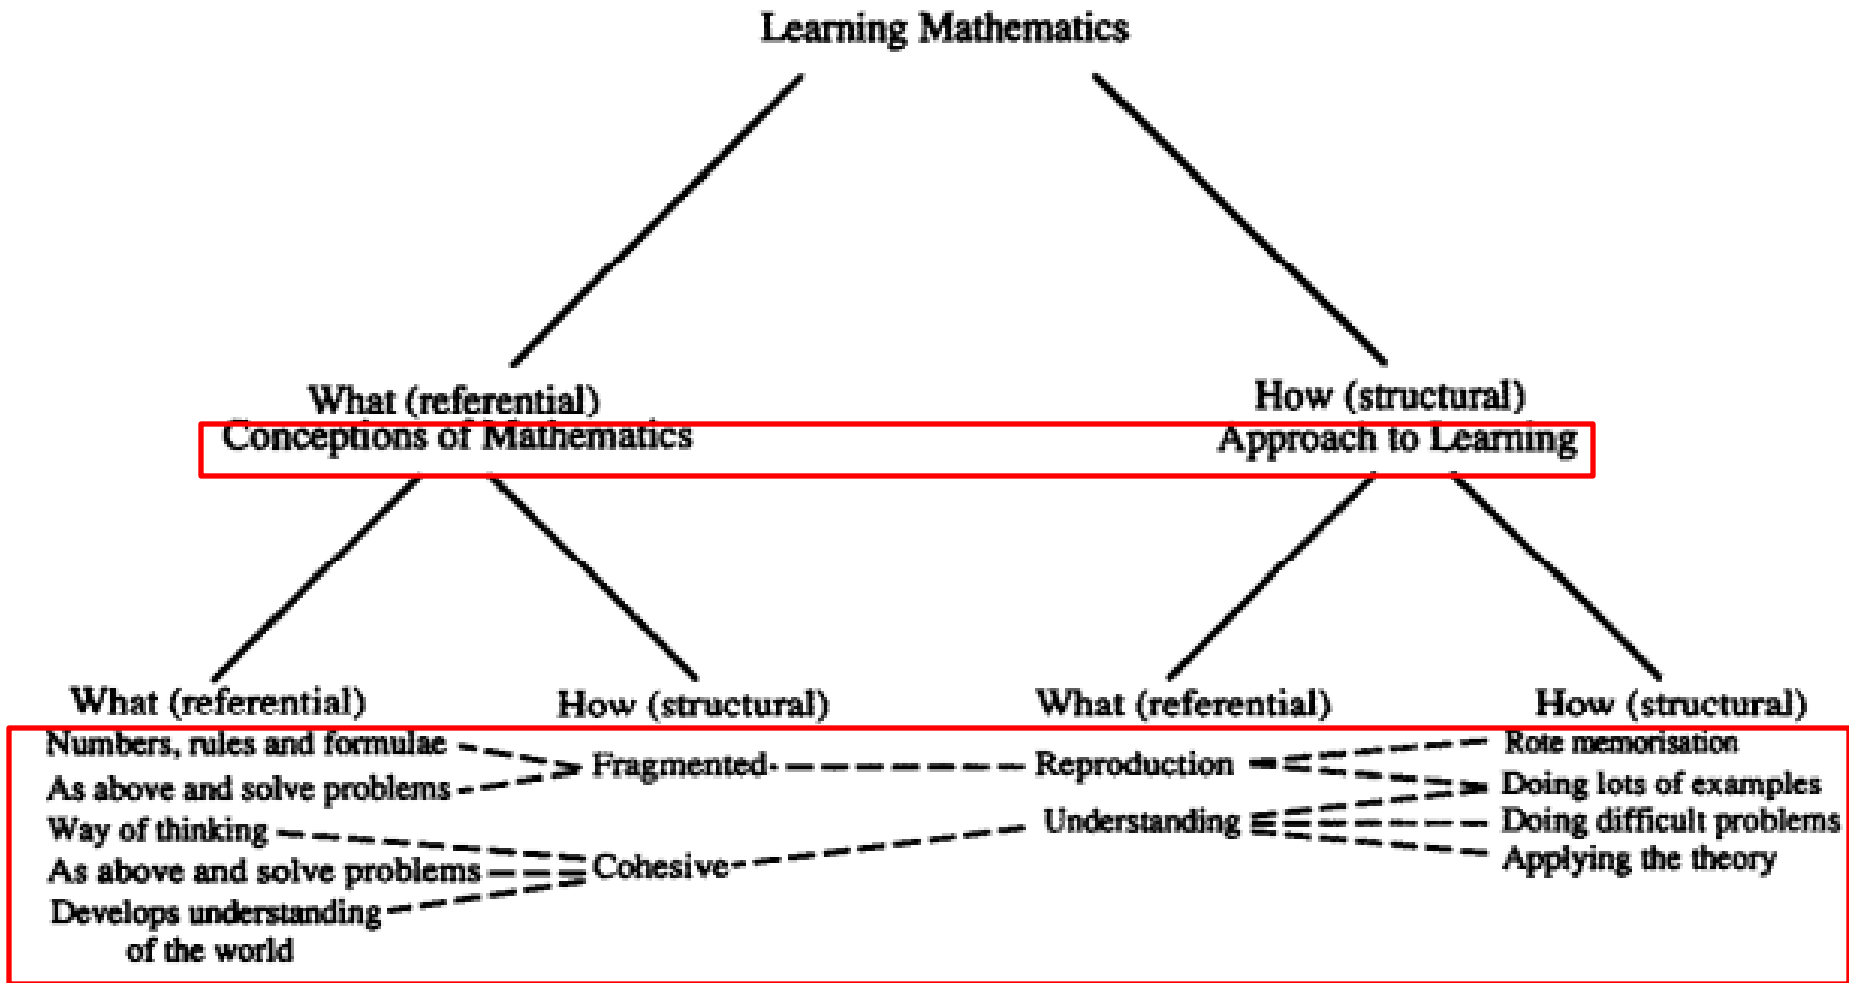 Learning Mathematics
What (referential)
Conceptions of Mathematics
How (structural)
Approach to Learning
What (referential)
How (structural)
What (referential)
How (structural)
Numbers, rules and formulae
As above and solve problems
Way of thinking
As above and solve problems
Develops understanding
of the world
Fragmented
Cohesive
Reproduction
Understanding
Rote memorisation
Doing lots of examples
Doing difficult problems
Applying the theory